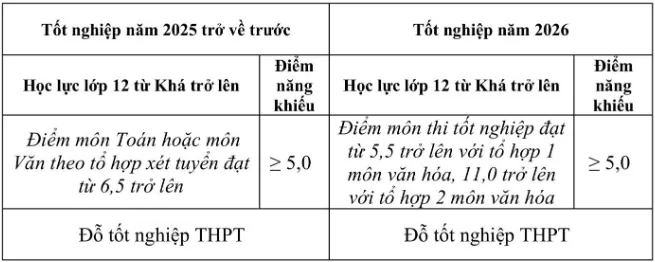 Tốt nghiệp năm 2025 trở về trước
Tốt nghiệp năm 2026
Học lực lớp 12 từ Khá trở lên
Điểm
năng
khiếu
Học lực lớp 12 từ Khá trở lên
Điểm
năng
khiếu
Điểm môn Toán hoặc môn
Văn theo tổ hợp xét tuyển đạt
từ 6,5 trở lên
≥ 5,0
Điểm môn thi tốt nghiệp đạt
từ 5,5 trở lên với tổ hợp 1
môn văn hóa, 11,0 trở lên
với tổ hợp 2 môn văn hóa
≥ 5,0
Đỗ tốt nghiệp THPT
Đỗ tốt nghiệp THPT